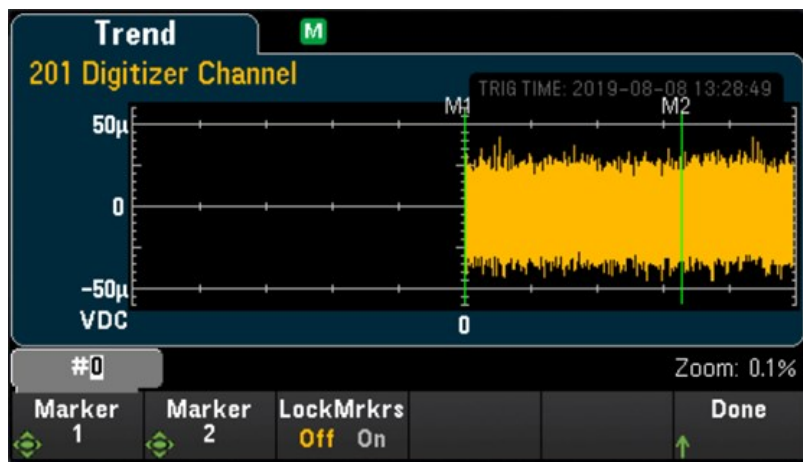 Trend M
201 Digitizer Channel
TRIG TIME: 2019-08-08 13:28:49
M1 M2
50µ
0
-50µ
VDC 0
#0 Zoom: 0.1%
Marker Marker LockMrkrs Done
1 2 Off On